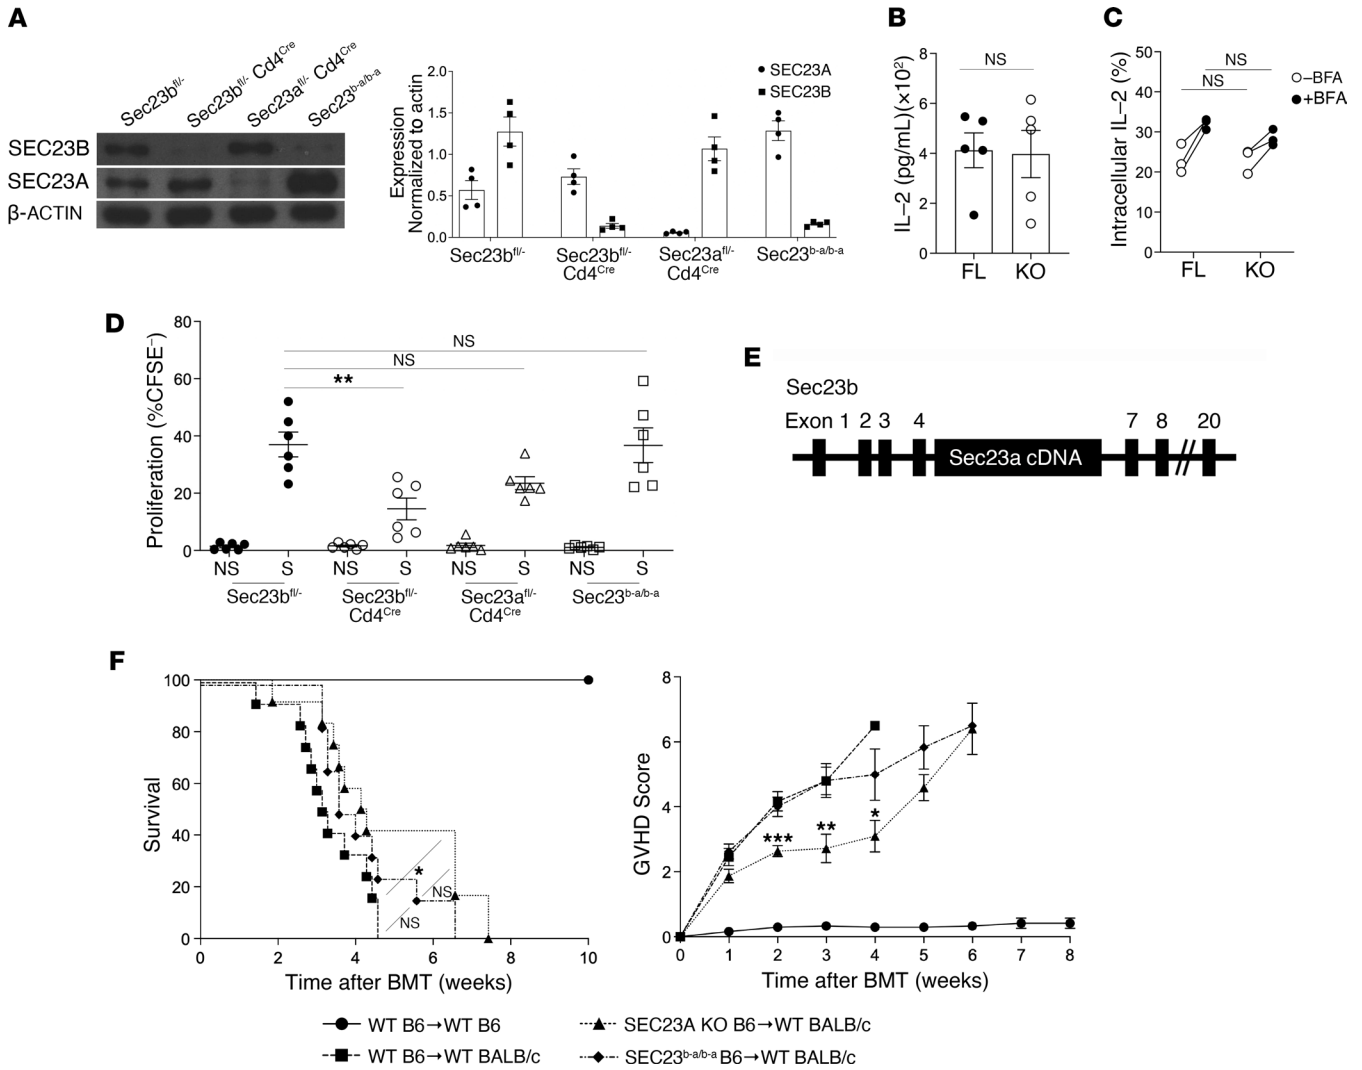 A
Sec23b^fl/-
Sec23b^fl/- Cd4^Cre
Sec23a^fl/- Cd4^Cre
Sec23^b-a/b-a
SEC23B
SEC23A
β-ACTIN
Expression
Normalized to actin
2.0
1.5
1.0
0.5
0.0
SEC23A
SEC23B
Sec23b^fl/-
Sec23b^fl/-
Cd4^Cre
Sec23a^fl/-
Cd4^Cre
Sec23^b-a/b-a
B
IL–2 (pg/mL)(×10²)
8
6
4
2
0
NS
FL
KO
C
Intracellular IL–2 (%)
50
40
30
20
10
0
NS
NS
–BFA
+BFA
FL
KO
D
Proliferation (%CFSE⁻)
80
60
40
20
0
NS
NS
**
NS S NS S NS S NS S
Sec23b^fl/-
Sec23b^fl/-
Cd4^Cre
Sec23a^fl/-
Cd4^Cre
Sec23^b-a/b-a
E
Sec23b
Exon 1 2 3 4 7 8 20
Sec23a cDNA
F
Survival
100
80
60
40
20
0
*
NS
NS
0 2 4 6 8 10
Time after BMT (weeks)
GVHD Score
8
6
4
2
0
***
**
*
0 1 2 3 4 5 6 7 8
Time after BMT (weeks)
WT B6→WT B6
WT B6→WT BALB/c
SEC23A KO B6→WT BALB/c
SEC23^b-a/b-a B6→WT BALB/c